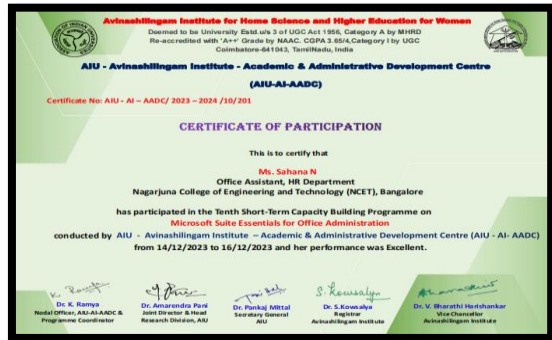 Avinashilingam Institute for Home Science and Higher Education for Women
Deemed to be University Estd.u/s 3 of UGC Act 1956, Category A by MHRD
Re-accredited with 'A++' Grade by NAAC. CGPA 3.65/4,Category I by UGC
Coimbatore-641043, TamilNadu, India
AIU - Avinashilingam Institute - Academic & Administrative Development Centre
(AIU-AI-AADC)
Certificate No: AIU - AI – AADC/ 2023 – 2024 /10/201
CERTIFICATE OF PARTICIPATION
This is to certify that
Ms. Sahana N
Office Assistant, HR Department
Nagarjuna College of Engineering and Technology (NCET), Bangalore
has participated in the Tenth Short-Term Capacity Building Programme on
Microsoft Suite Essentials for Office Administration
conducted by AIU - Avinashilingam Institute – Academic & Administrative Development Centre (AIU - AI- AADC)
from 14/12/2023 to 16/12/2023 and her performance was Excellent.
Dr. K. Ramya
Nodal Officer, AIU-AI-AADC &
Programme Coordinator
Dr. Amarendra Pani
Joint Director & Head
Research Division, AIU
Dr. Pankaj Mittal
Secretary General
AIU
S. Kowsalya
Dr. S.Kowsalya
Registrar
Avinashilingam Institute
Dr. V. Bharathi Harishankar
Vice Chancellor
Avinashilingam Institute